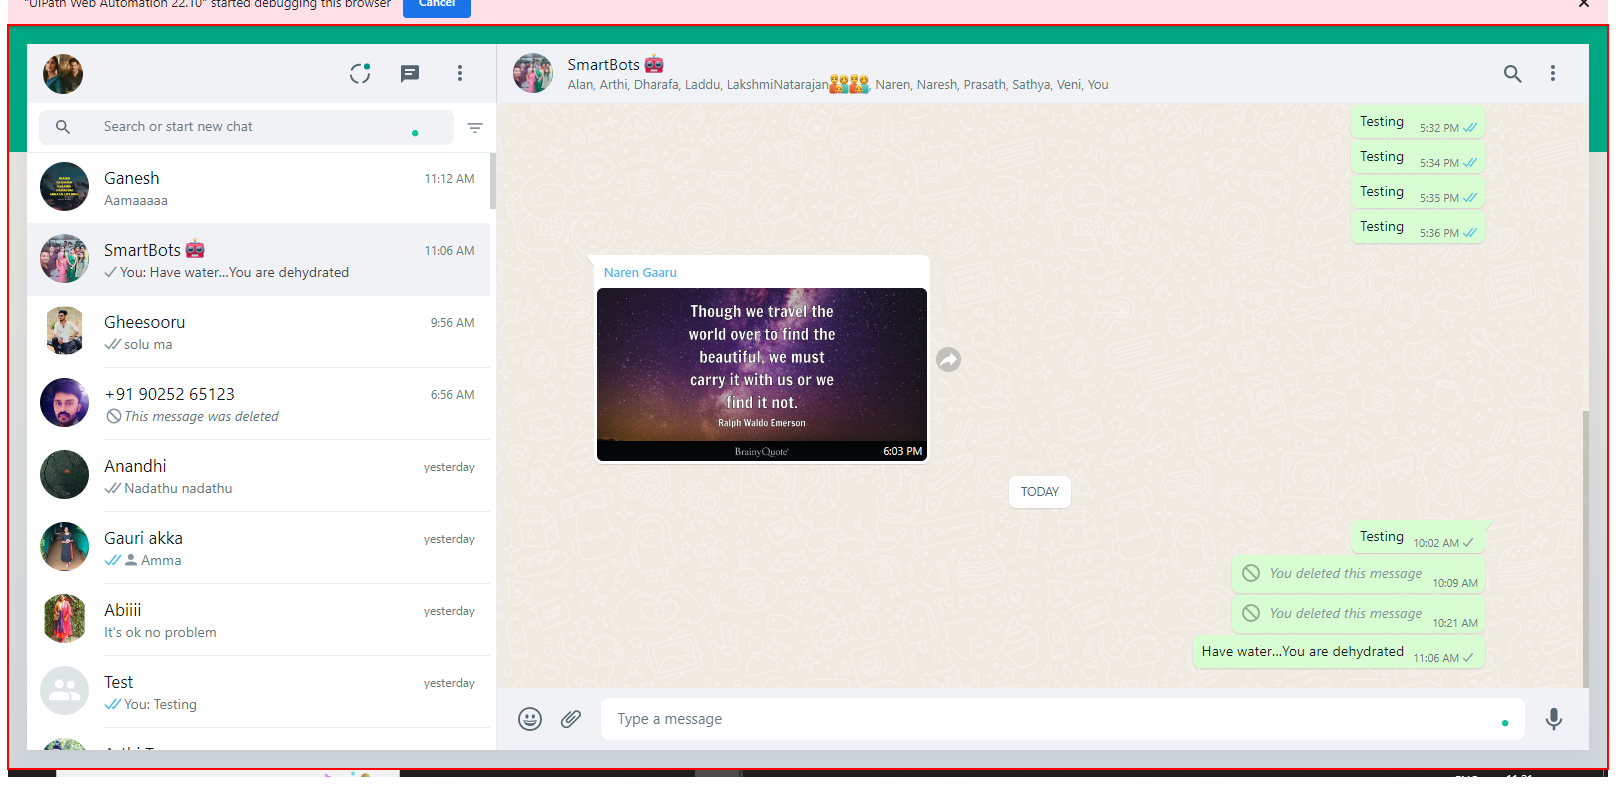 "UiPath Web Automation 22.10" started debugging this browser
Cancel
Search or start new chat
Ganesh
11:12 AM
Aamaaaaa
SmartBots 🤖
11:06 AM
You: Have water...You are dehydrated
Gheesooru
9:56 AM
solu ma
+91 90252 65123
6:56 AM
This message was deleted
Anandhi
yesterday
Nadathu nadathu
Gauri akka
yesterday
Amma
Abiiii
yesterday
It's ok no problem
Test
yesterday
You: Testing
SmartBots 🤖
Alan, Arthi, Dharafa, Laddu, LakshmiNatarajan👫👫, Naren, Naresh, Prasath, Sathya, Veni, You
Testing
5:32 PM
Testing
5:34 PM
Testing
5:35 PM
Testing
5:36 PM
Naren Gaaru
Though we travel the
world over to find the
beautiful, we must
carry it with us or we
find it not.
Ralph Waldo Emerson
BrainyQuote®
6:03 PM
TODAY
Testing
10:02 AM
You deleted this message
10:09 AM
You deleted this message
10:21 AM
Have water...You are dehydrated
11:06 AM
Type a message